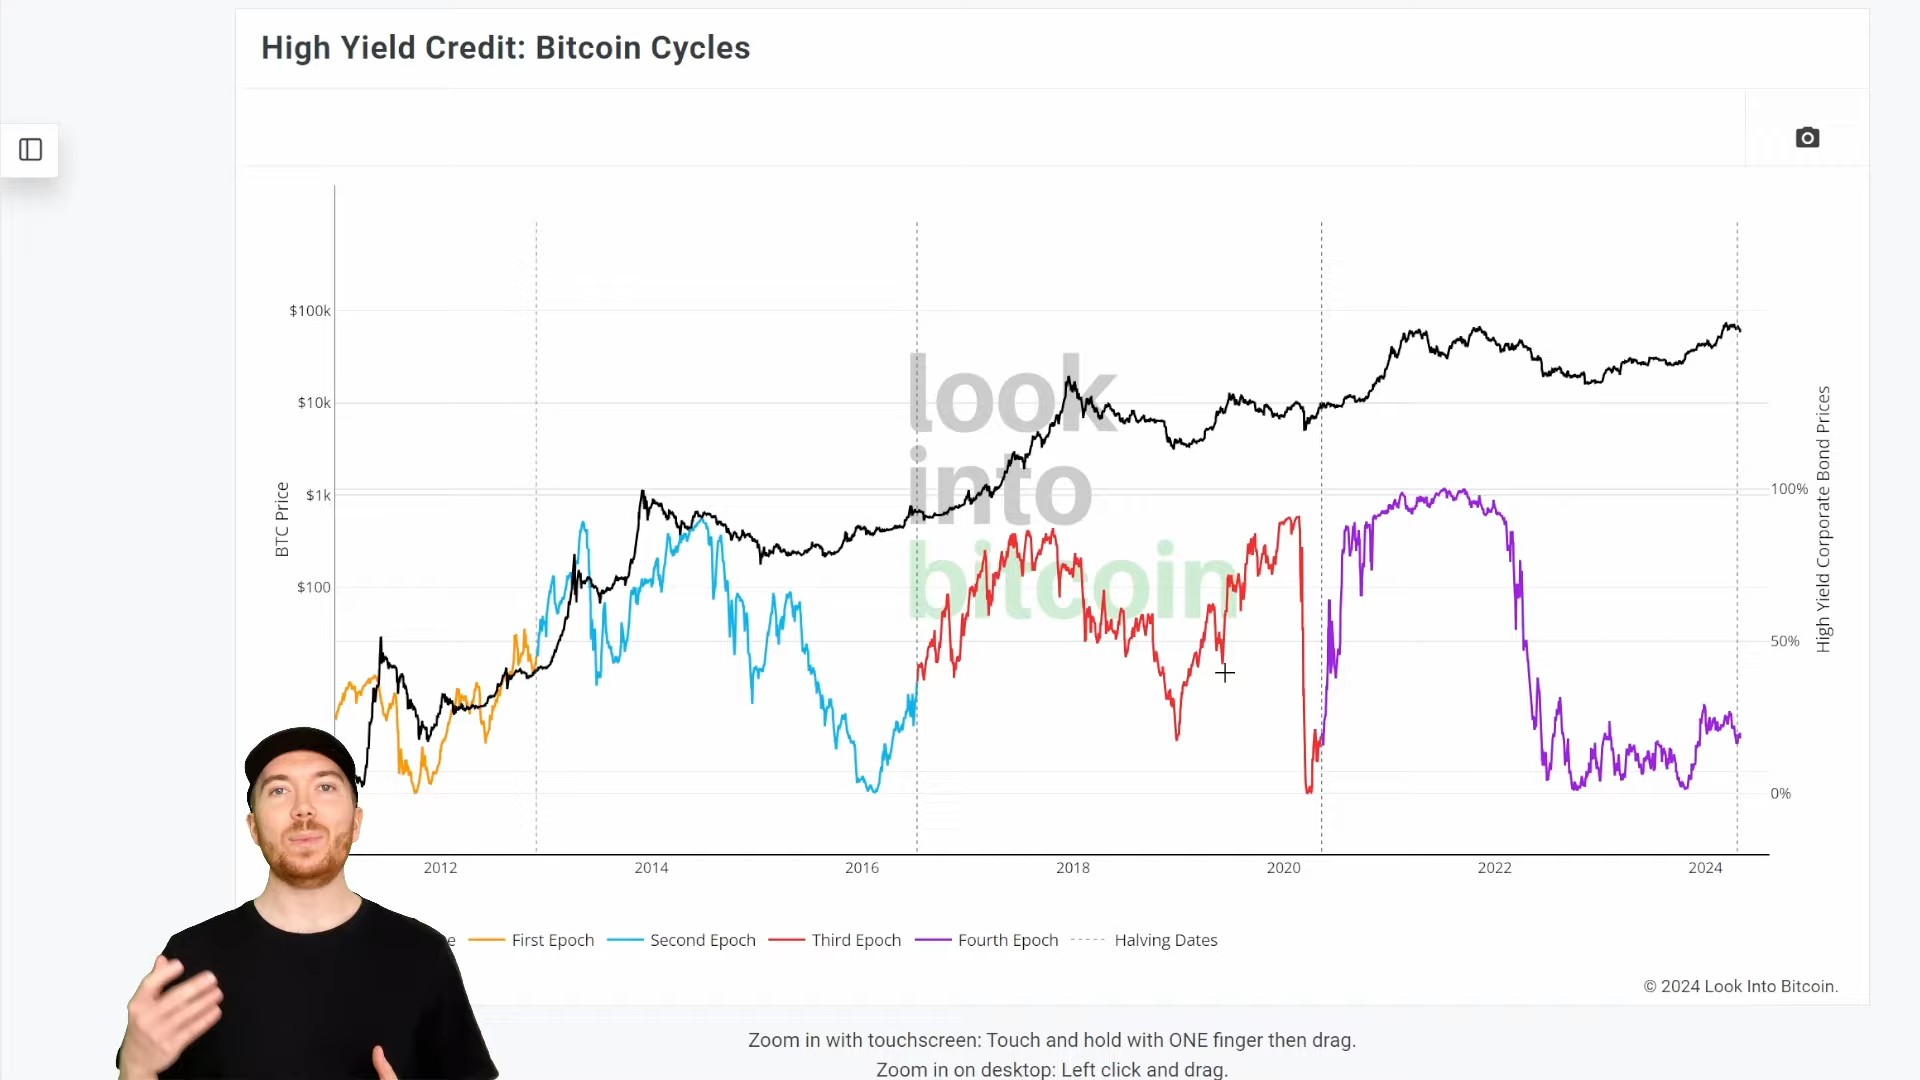 High Yield Credit: Bitcoin Cycles
look
into
bitcoin
$100k
$10k
$1k
$100
BTC Price
100%
50%
0%
High Yield Corporate Bond Prices
2012
2014
2016
2018
2020
2022
2024
First Epoch
Second Epoch
Third Epoch
Fourth Epoch
Halving Dates
© 2024 Look Into Bitcoin.
Zoom in with touchscreen: Touch and hold with ONE finger then drag.
Zoom in on desktop: Left click and drag.